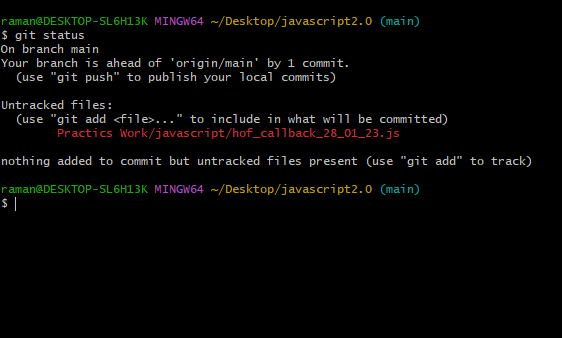 raman@DESKTOP-SL6H13K MINGW64 ~/Desktop/javascript2.0 (main)
$ git status
On branch main
Your branch is ahead of 'origin/main' by 1 commit.
  (use "git push" to publish your local commits)

Untracked files:
  (use "git add <file>..." to include in what will be committed)
        Practics Work/javascript/hof_callback_28_01_23.js

nothing added to commit but untracked files present (use "git add" to track)

raman@DESKTOP-SL6H13K MINGW64 ~/Desktop/javascript2.0 (main)
$